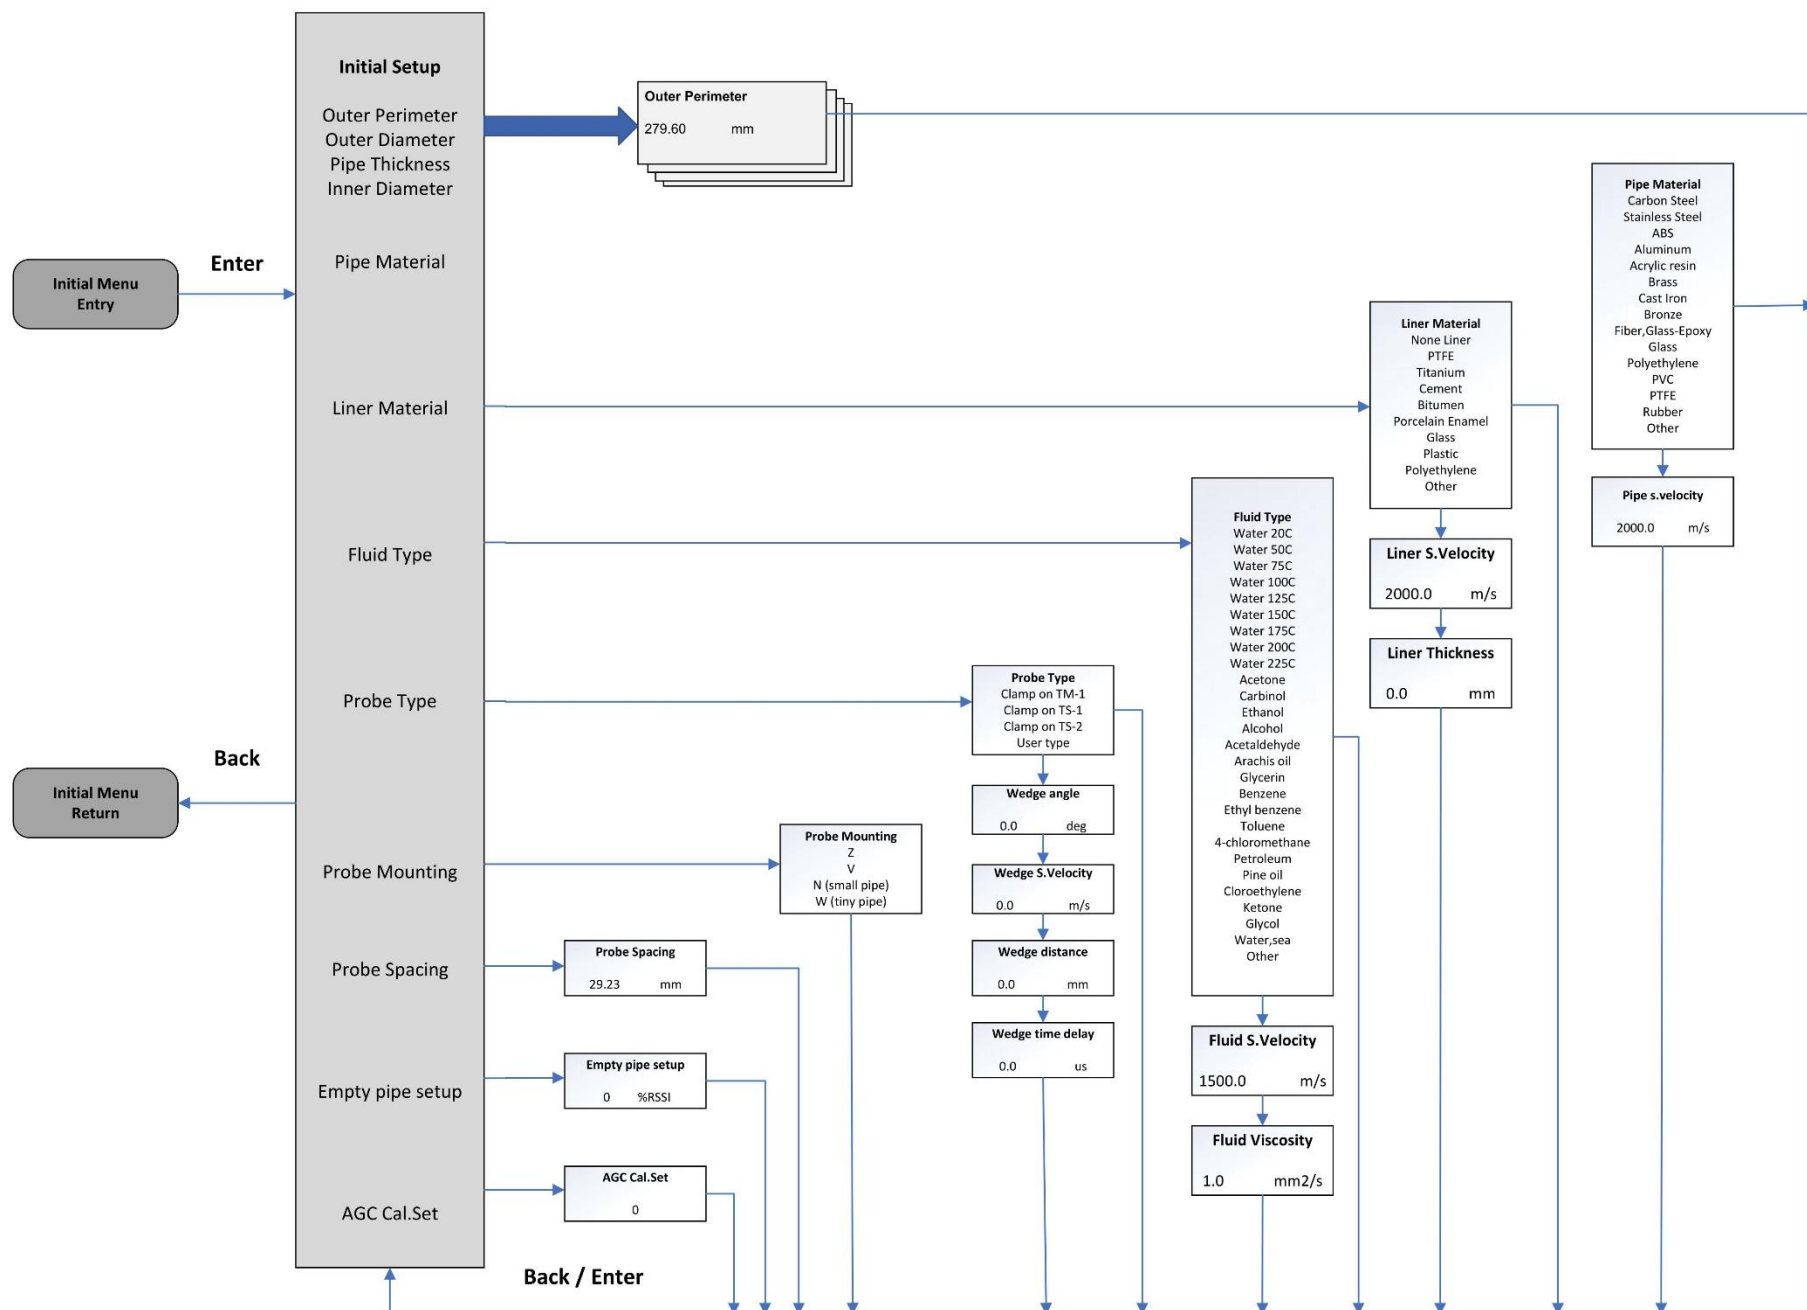 Initial Setup
Outer Perimeter
Outer Diameter
Pipe Thickness
Inner Diameter
Pipe Material
Liner Material
Fluid Type
Probe Type
Probe Mounting
Probe Spacing
Empty pipe setup
AGC Cal.Set
Initial Menu
Entry
Enter
Initial Menu
Return
Back
Outer Perimeter
279.60 mm
Pipe Material
Carbon Steel
Stainless Steel
ABS
Aluminum
Acrylic resin
Brass
Cast Iron
Bronze
Fiber,Glass-Epoxy
Glass
Polyethylene
PVC
PTFE
Rubber
Other
Pipe s.velocity
2000.0 m/s
Liner Material
None Liner
PTFE
Titanium
Cement
Bitumen
Porcelain Enamel
Glass
Plastic
Polyethylene
Other
Liner S.Velocity
2000.0 m/s
Liner Thickness
0.0 mm
Fluid Type
Water 20C
Water 50C
Water 75C
Water 100C
Water 125C
Water 150C
Water 175C
Water 200C
Water 225C
Acetone
Carbinol
Ethanol
Alcohol
Acetaldehyde
Arachis oil
Glycerin
Benzene
Ethyl benzene
Toluene
4-chloromethane
Petroleum
Pine oil
Cloroethylene
Ketone
Glycol
Water,sea
Other
Fluid S.Velocity
1500.0 m/s
Fluid Viscosity
1.0 mm2/s
Probe Type
Clamp on TM-1
Clamp on TS-1
Clamp on TS-2
User type
Wedge angle
0.0 deg
Wedge S.Velocity
0.0 m/s
Wedge distance
0.0 mm
Wedge time delay
0.0 us
Probe Mounting
Z
V
N (small pipe)
W (tiny pipe)
Probe Spacing
29.23 mm
Empty pipe setup
0 %RSSI
AGC Cal.Set
0
Back / Enter